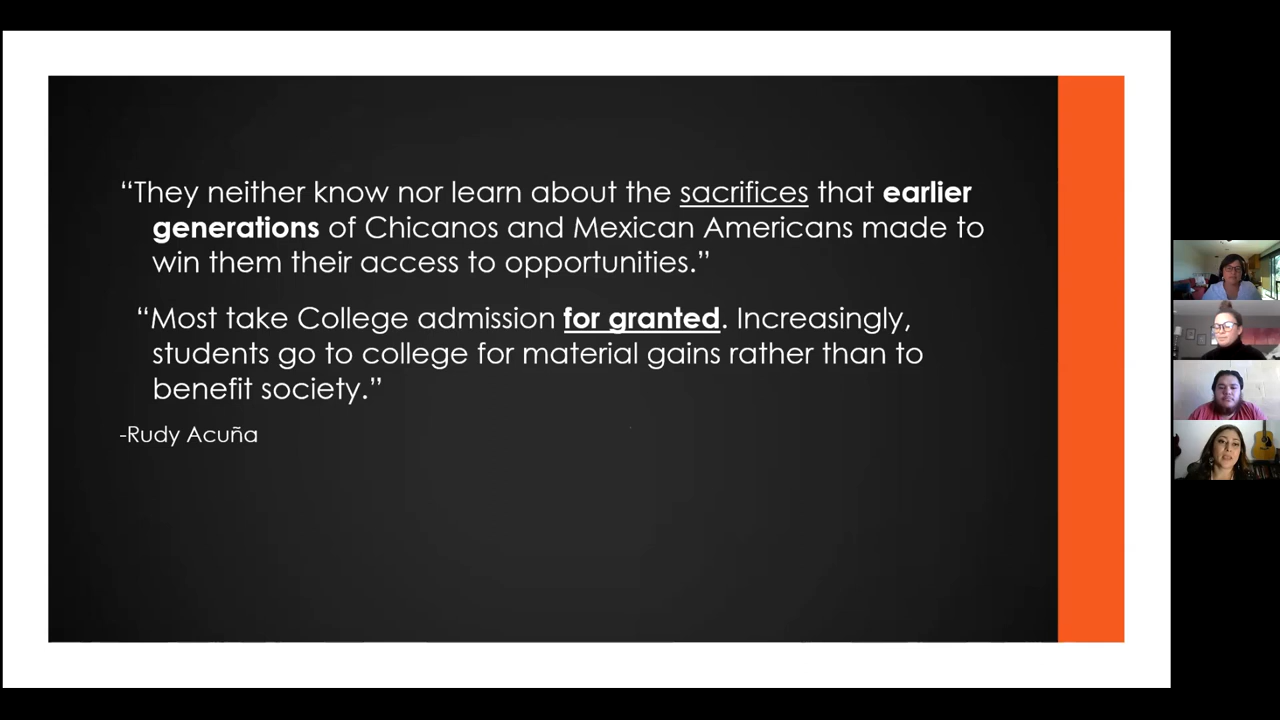 “They neither know nor learn about the sacrifices that earlier
generations of Chicanos and Mexican Americans made to
win them their access to opportunities.”
“Most take College admission for granted. Increasingly,
students go to college for material gains rather than to
benefit society.”
-Rudy Acuña